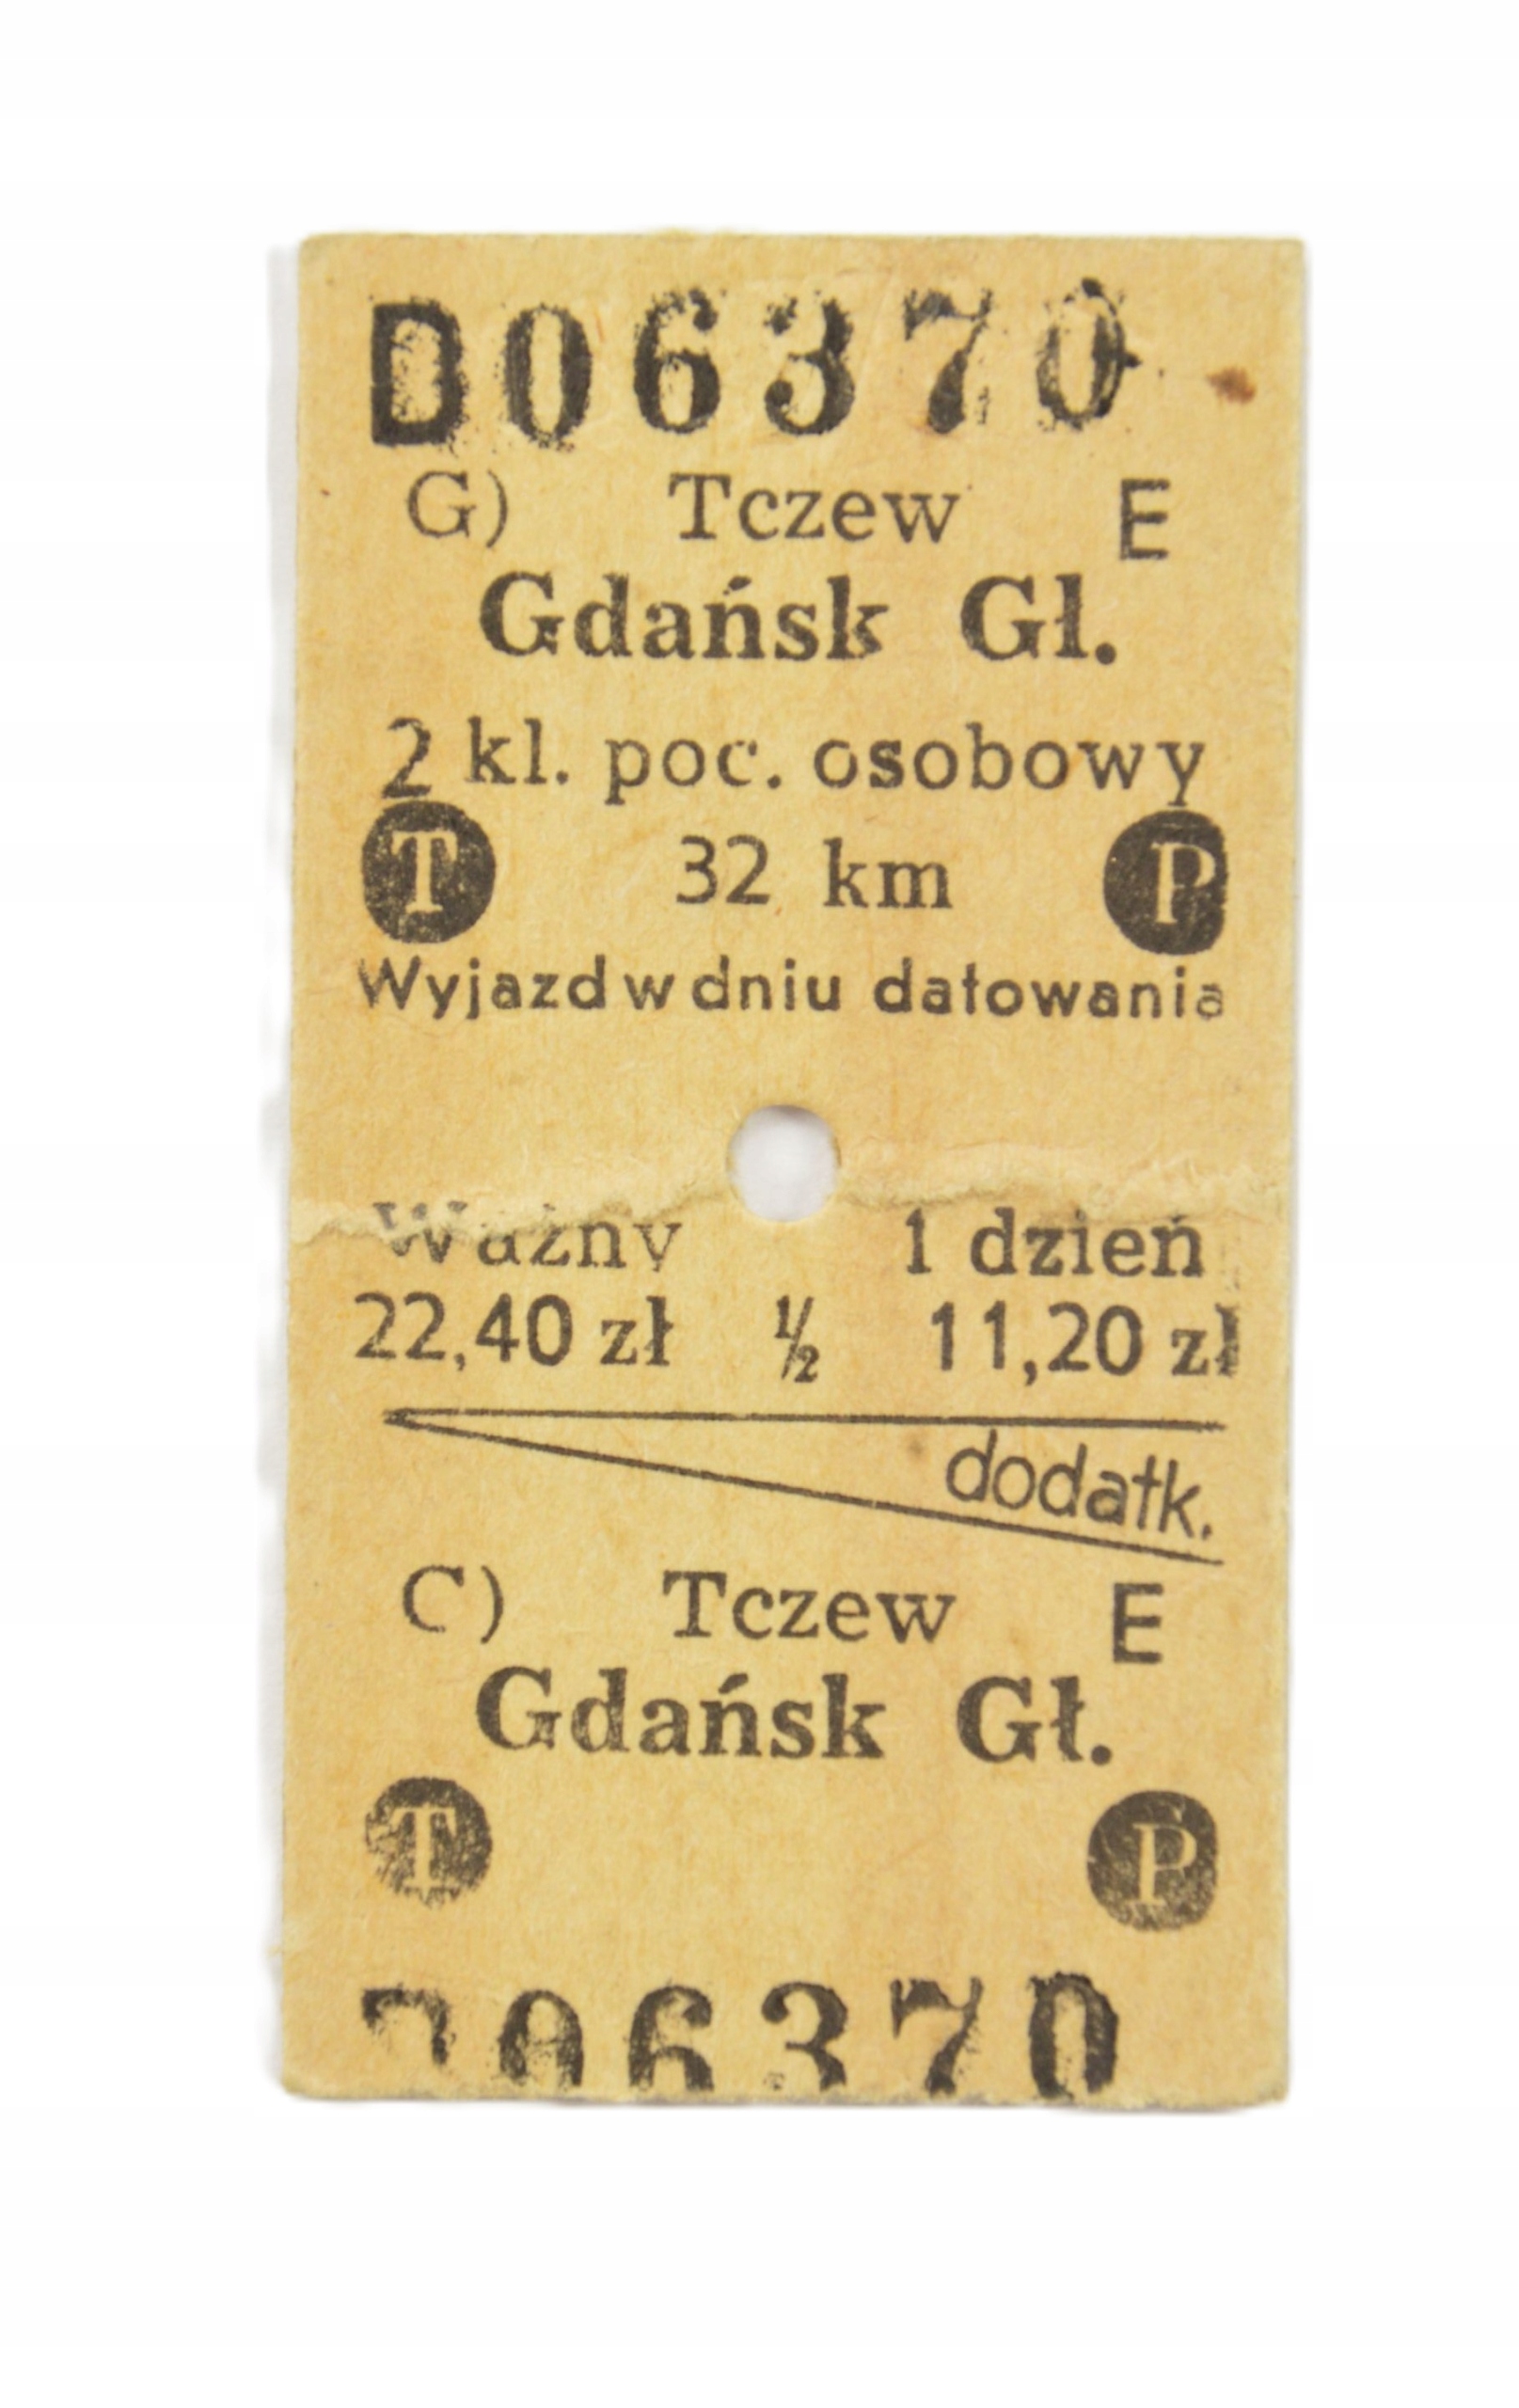 D06370
G) Tczew E
Gdańsk Gł.
2 kl. poc. osobowy
T 32 km P
Wyjazd w dniu datowania
Ważny 1 dzień
22,40 zł ½ 11,20 zł
dodatk.
C) Tczew E
Gdańsk Gł.
T P
D06370